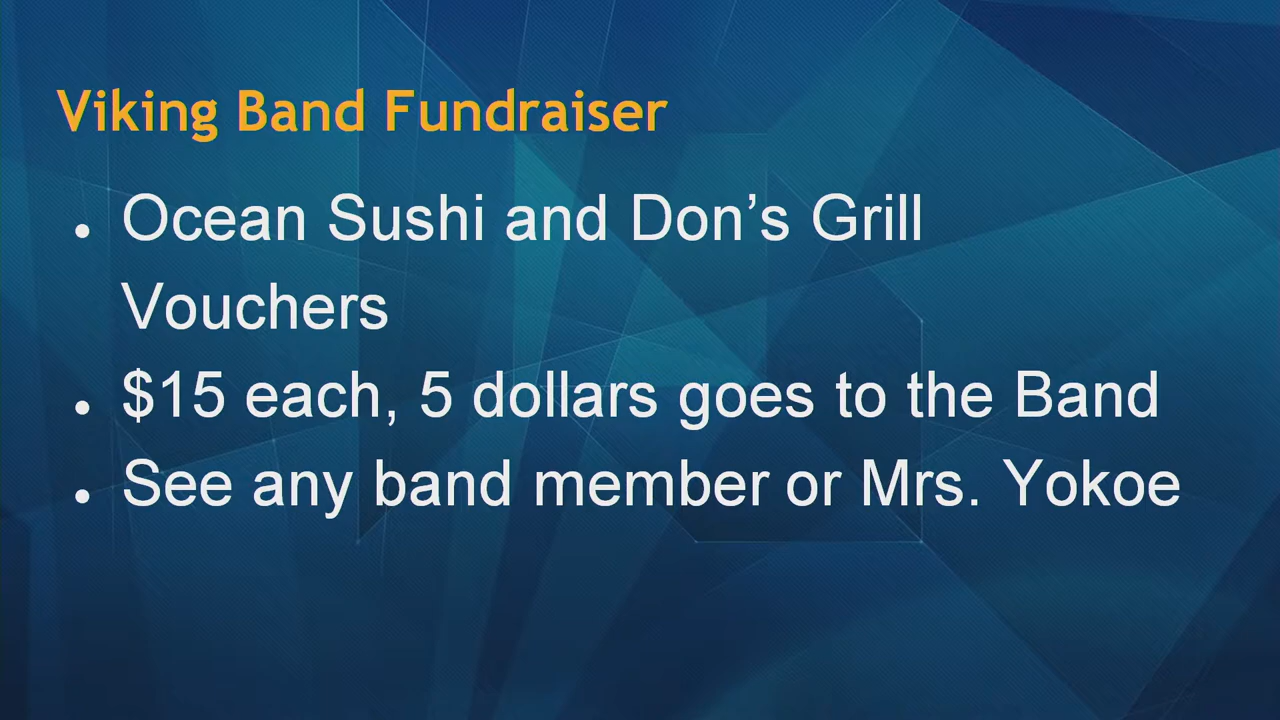 Viking Band Fundraiser
• Ocean Sushi and Don’s Grill
Vouchers
• $15 each, 5 dollars goes to the Band
• See any band member or Mrs. Yokoe